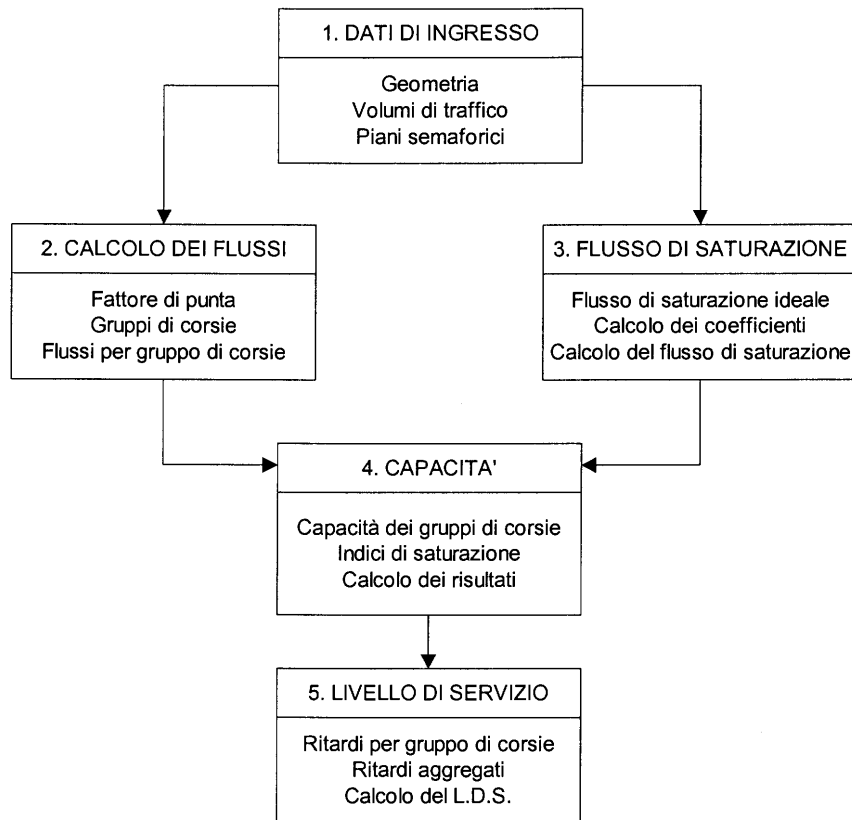 1. DATI DI INGRESSO
Geometria
Volumi di traffico
Piani semaforici
2. CALCOLO DEI FLUSSI
Fattore di punta
Gruppi di corsie
Flussi per gruppo di corsie
3. FLUSSO DI SATURAZIONE
Flusso di saturazione ideale
Calcolo dei coefficienti
Calcolo del flusso di saturazione
4. CAPACITA'
Capacità dei gruppi di corsie
Indici di saturazione
Calcolo dei risultati
5. LIVELLO DI SERVIZIO
Ritardi per gruppo di corsie
Ritardi aggregati
Calcolo del L.D.S.